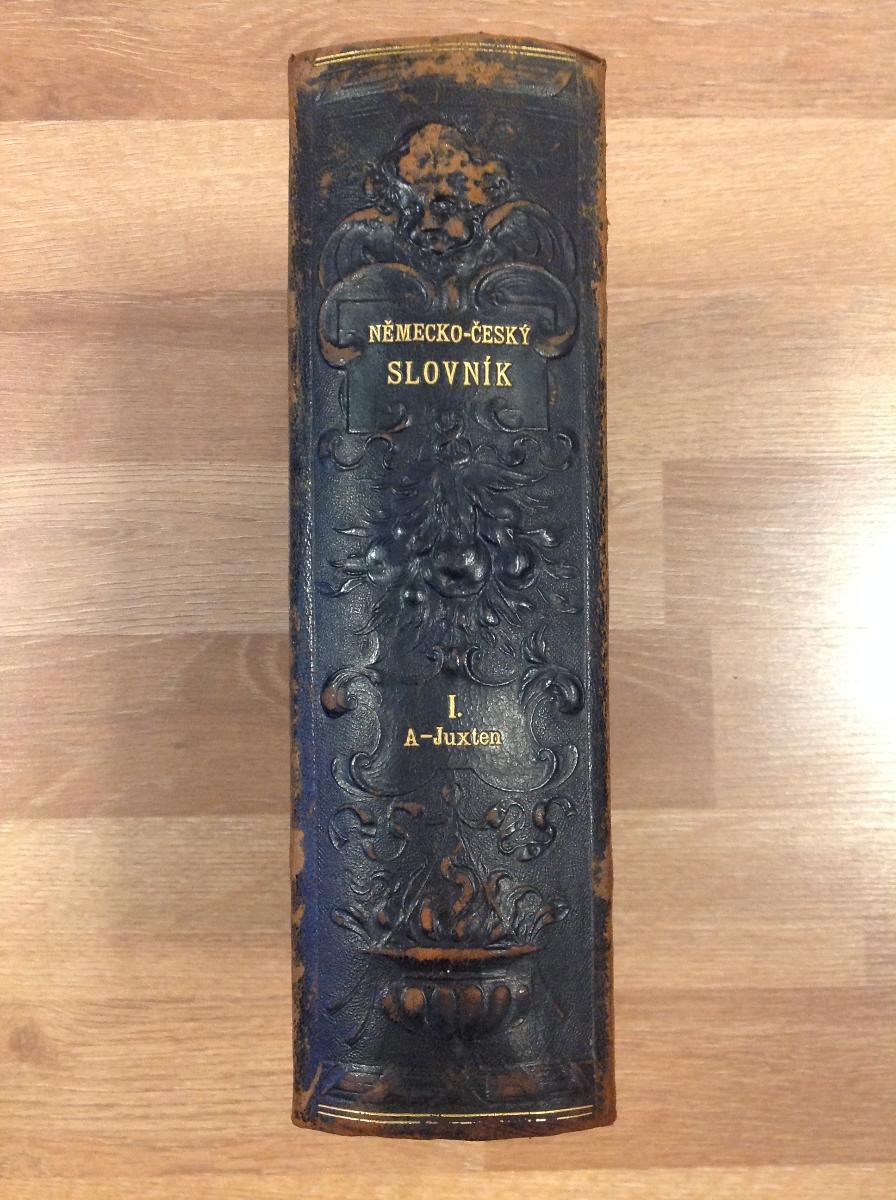 NĚMECKO-ČESKÝ
SLOVNÍK
I.
A-Juxten